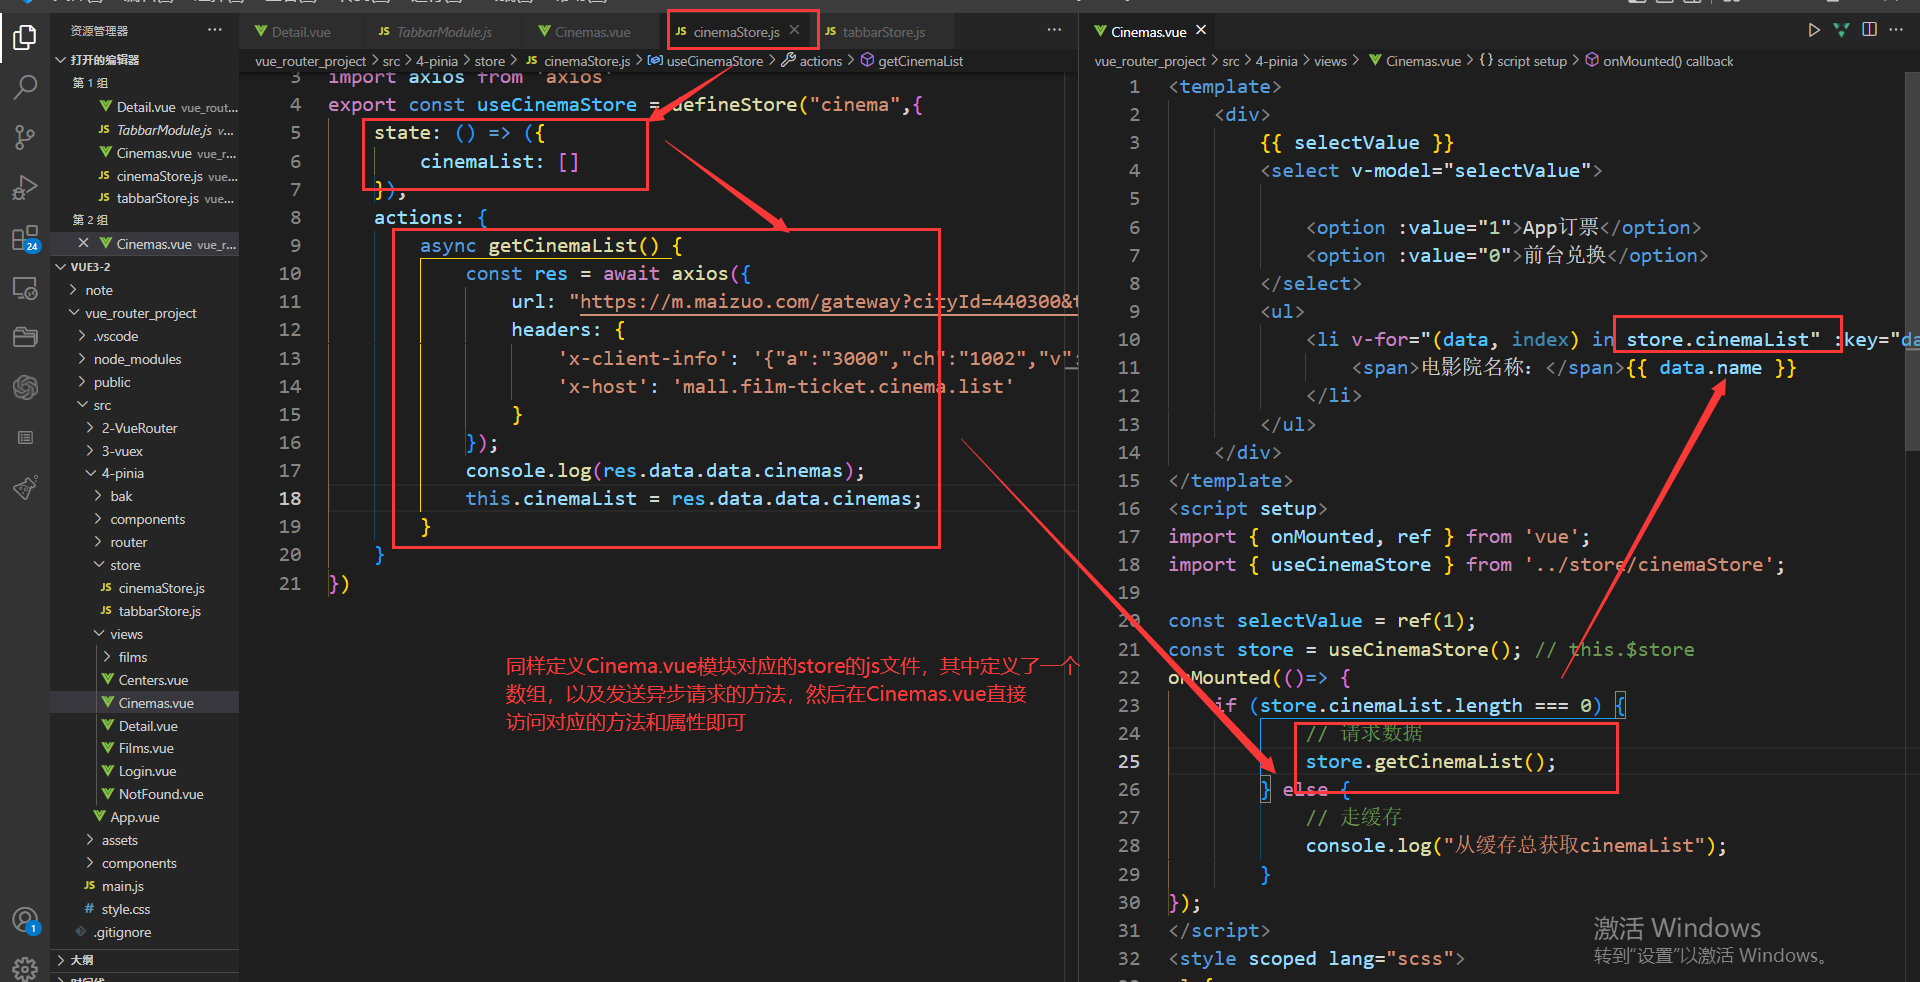 资源管理器
打开的编辑器
第 1 组
Detail.vue vue_rout...
JS TabbarModule.js v...
Cinemas.vue vue_r...
JS cinemaStore.js vue...
JS tabbarStore.js vue...
第 2 组
Cinemas.vue vue_r...
VUE3-2
note
vue_router_project
.vscode
node_modules
public
src
2-VueRouter
3-vuex
4-pinia
bak
components
router
store
JS cinemaStore.js
JS tabbarStore.js
views
films
Centers.vue
Cinemas.vue
Detail.vue
Films.vue
Login.vue
NotFound.vue
App.vue
assets
components
JS main.js
# style.css
.gitignore
大纲
24
1
Detail.vue JS TabbarModule.js Cinemas.vue JS cinemaStore.js JS tabbarStore.js
vue_router_project > src > 4-pinia > store > JS cinemaStore.js > useCinemaStore > actions > getCinemaList
3 import axios from 'axios'
4 export const useCinemaStore = defineStore("cinema",{
5 state: () => ({
6 cinemaList: []
7 }),
8 actions: {
9 async getCinemaList() {
10 const res = await axios({
11 url: "https://m.maizuo.com/gateway?cityId=440300&t
12 headers: {
13 'x-client-info': '{"a":"3000","ch":"1002","v":
14 'x-host': 'mall.film-ticket.cinema.list'
15 }
16 });
17 console.log(res.data.data.cinemas);
18 this.cinemaList = res.data.data.cinemas;
19 }
20 }
21 })
同样定义Cinema.vue模块对应的store的js文件，其中定义了一个
数组，以及发送异步请求的方法，然后在Cinemas.vue直接
访问对应的方法和属性即可
Cinemas.vue
vue_router_project > src > 4-pinia > views > Cinemas.vue > {} script setup > onMounted() callback
1 <template>
2 <div>
3 {{ selectValue }}
4 <select v-model="selectValue">
5
6 <option :value="1">App订票</option>
7 <option :value="0">前台兑换</option>
8 </select>
9 <ul>
10 <li v-for="(data, index) in store.cinemaList" :key="da
11 <span>电影院名称: </span>{{ data.name }}
12 </li>
13 </ul>
14 </div>
15 </template>
16 <script setup>
17 import { onMounted, ref } from 'vue';
18 import { useCinemaStore } from '../store/cinemaStore';
19
20 const selectValue = ref(1);
21 const store = useCinemaStore(); // this.$store
22 onMounted(()=> {
23 if (store.cinemaList.length === 0) {
24 // 请求数据
25 store.getCinemaList();
26 } else {
27 // 走缓存
28 console.log("从缓存总获取cinemaList");
29 }
30 });
31 </script>
32 <style scoped lang="scss">
激活 Windows
转到"设置"以激活 Windows。